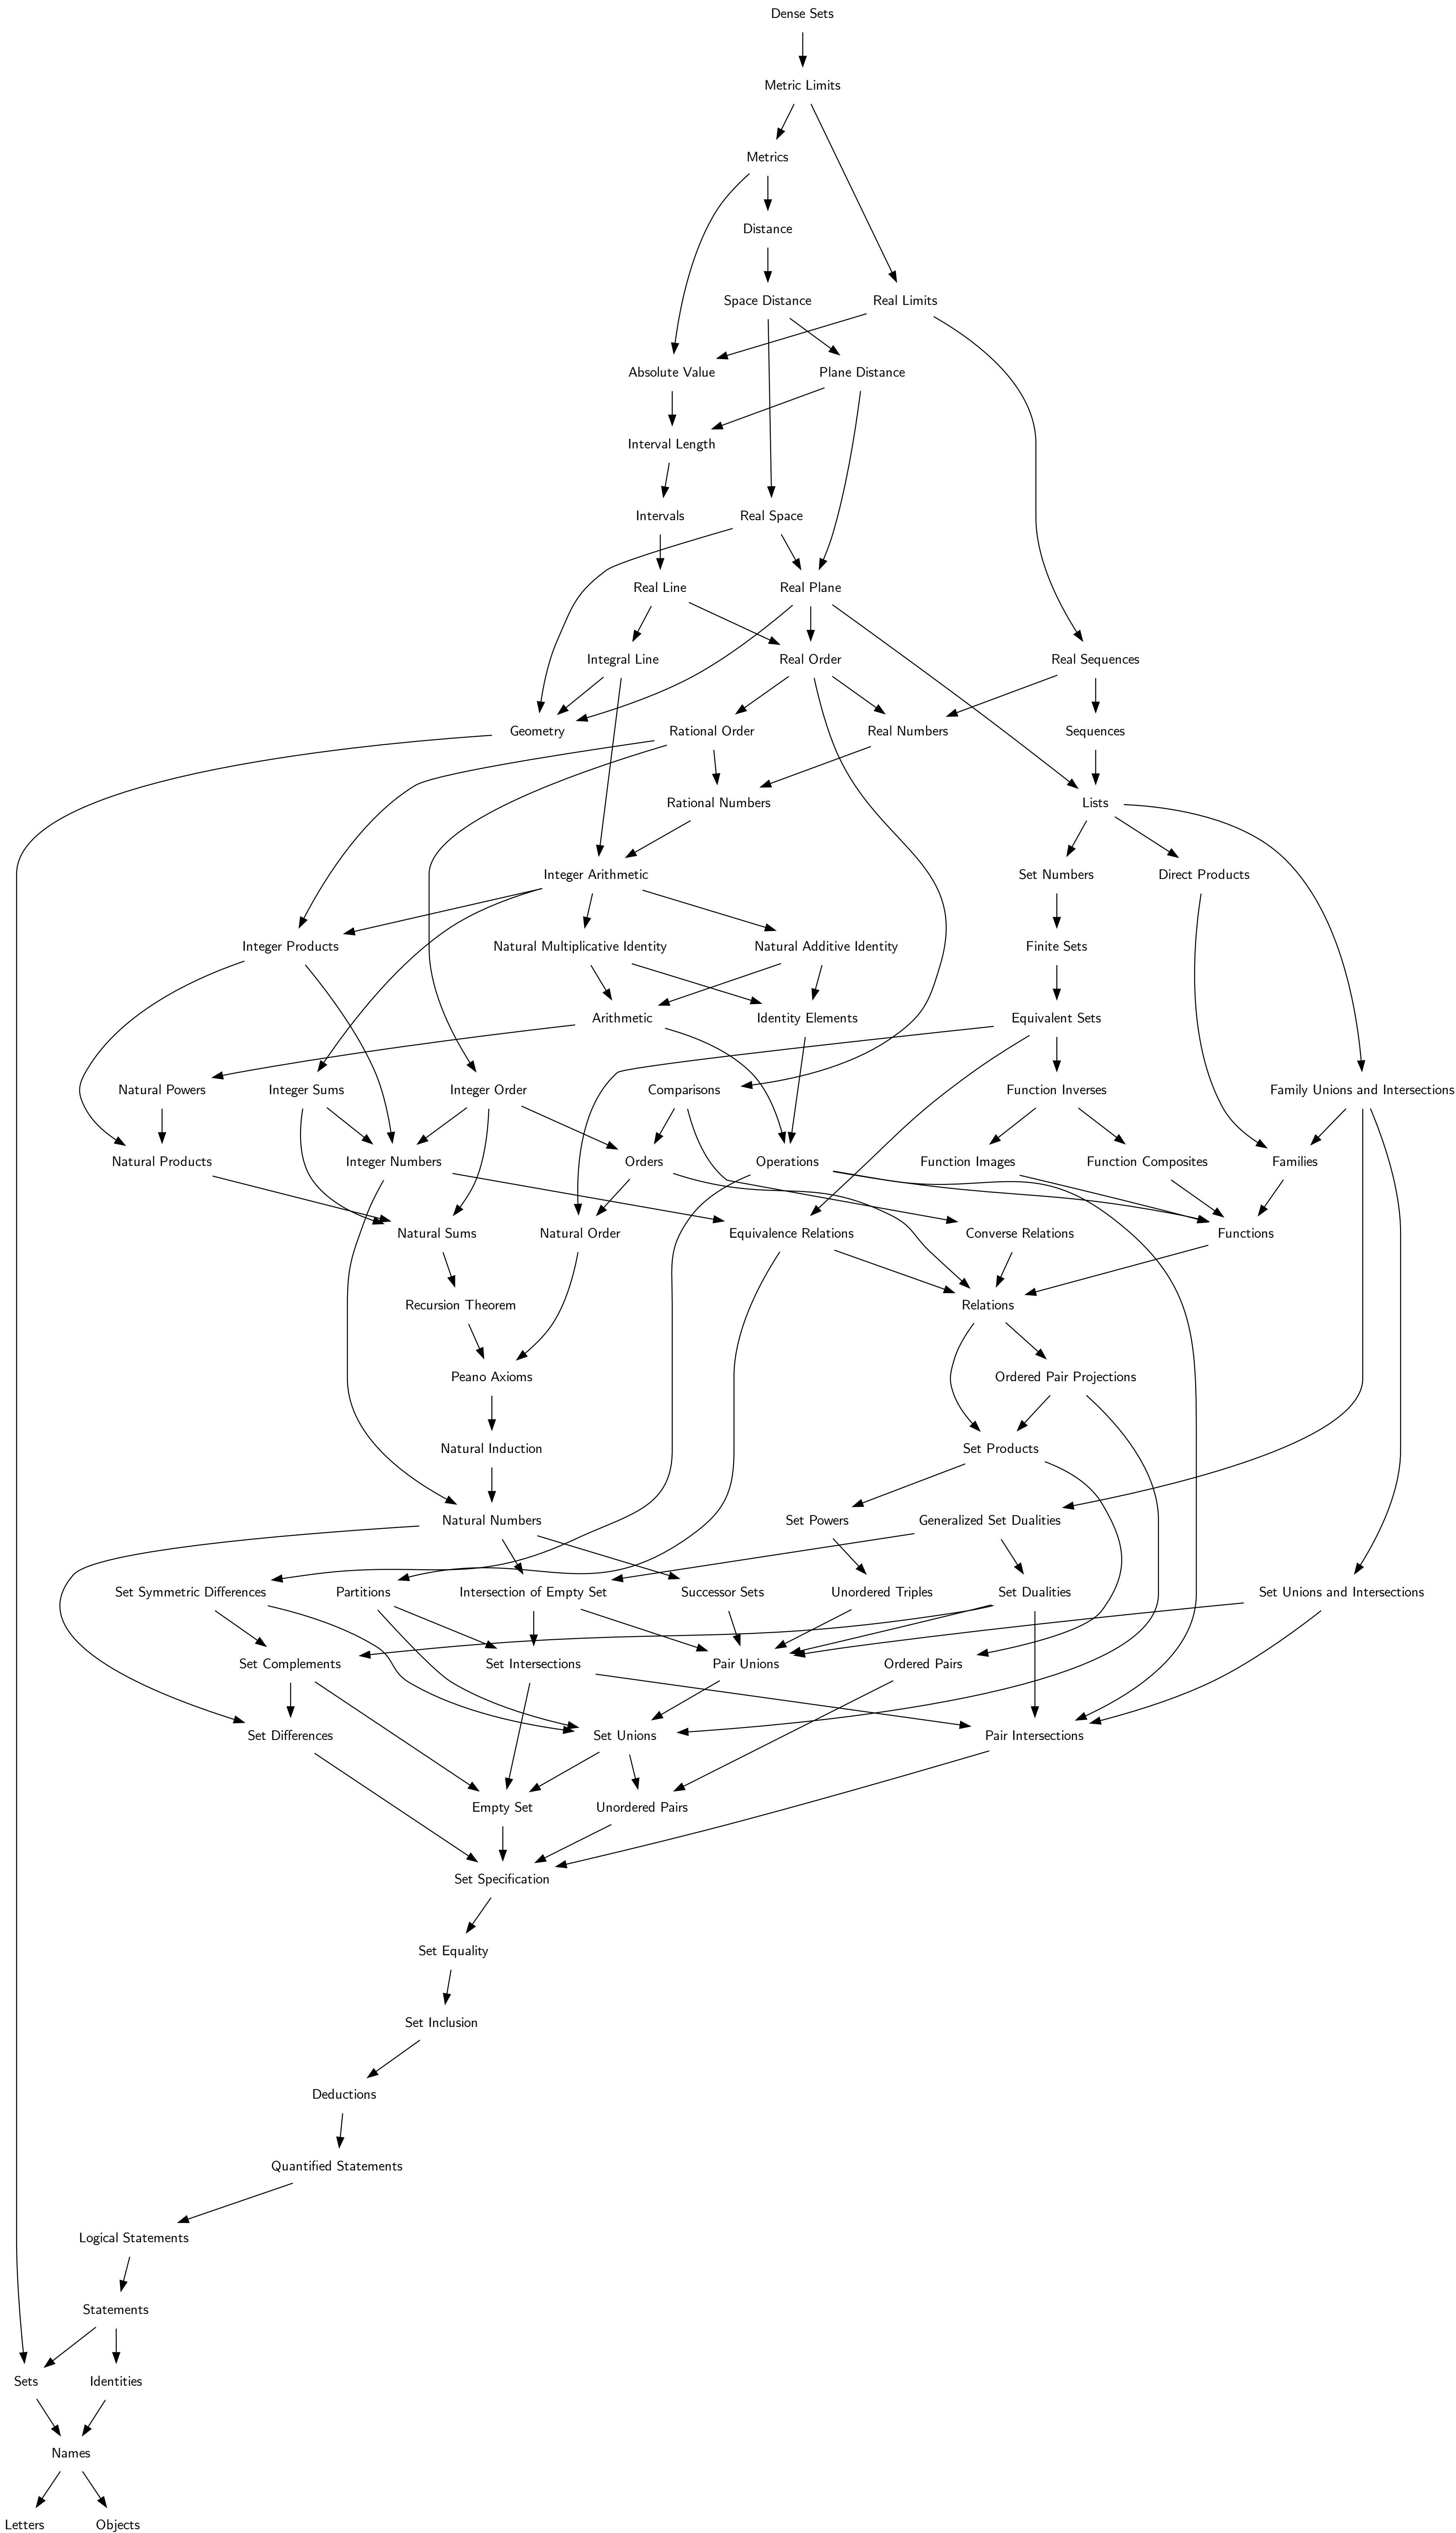 Dense Sets
Metric Limits
Metrics
Distance
Space Distance
Real Limits
Absolute Value
Plane Distance
Interval Length
Intervals
Real Space
Real Line
Real Plane
Integral Line
Real Order
Real Sequences
Geometry
Rational Order
Real Numbers
Sequences
Rational Numbers
Lists
Integer Arithmetic
Set Numbers
Direct Products
Integer Products
Natural Multiplicative Identity
Natural Additive Identity
Finite Sets
Arithmetic
Identity Elements
Equivalent Sets
Natural Powers
Integer Sums
Integer Order
Comparisons
Function Inverses
Family Unions and Intersections
Natural Products
Integer Numbers
Orders
Operations
Function Images
Function Composites
Families
Natural Sums
Natural Order
Equivalence Relations
Converse Relations
Functions
Recursion Theorem
Relations
Peano Axioms
Ordered Pair Projections
Natural Induction
Set Products
Natural Numbers
Set Powers
Generalized Set Dualities
Set Symmetric Differences
Partitions
Intersection of Empty Set
Successor Sets
Unordered Triples
Set Dualities
Set Unions and Intersections
Set Complements
Set Intersections
Pair Unions
Ordered Pairs
Set Differences
Set Unions
Pair Intersections
Empty Set
Unordered Pairs
Set Specification
Set Equality
Set Inclusion
Deductions
Quantified Statements
Logical Statements
Statements
Sets
Identities
Names
Letters
Objects